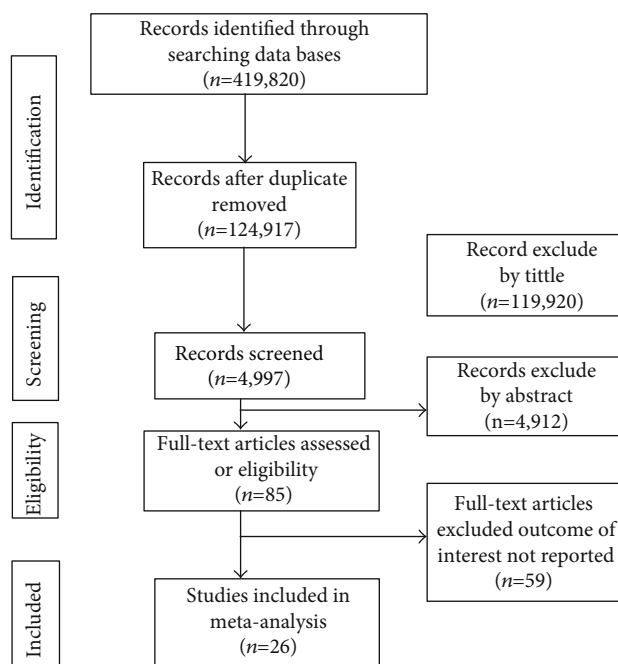 Identification
Records identified through
searching data bases
(n=419,820)
Records after duplicate
removed
(n=124,917)
Record exclude
by tittle
(n=119,920)
Screening
Records screened
(n=4,997)
Records exclude
by abstract
(n=4,912)
Eligibility
Full-text articles assessed
or eligibility
(n=85)
Full-text articles
excluded outcome of
interest not reported
(n=59)
Included
Studies included in
meta-analysis
(n=26)